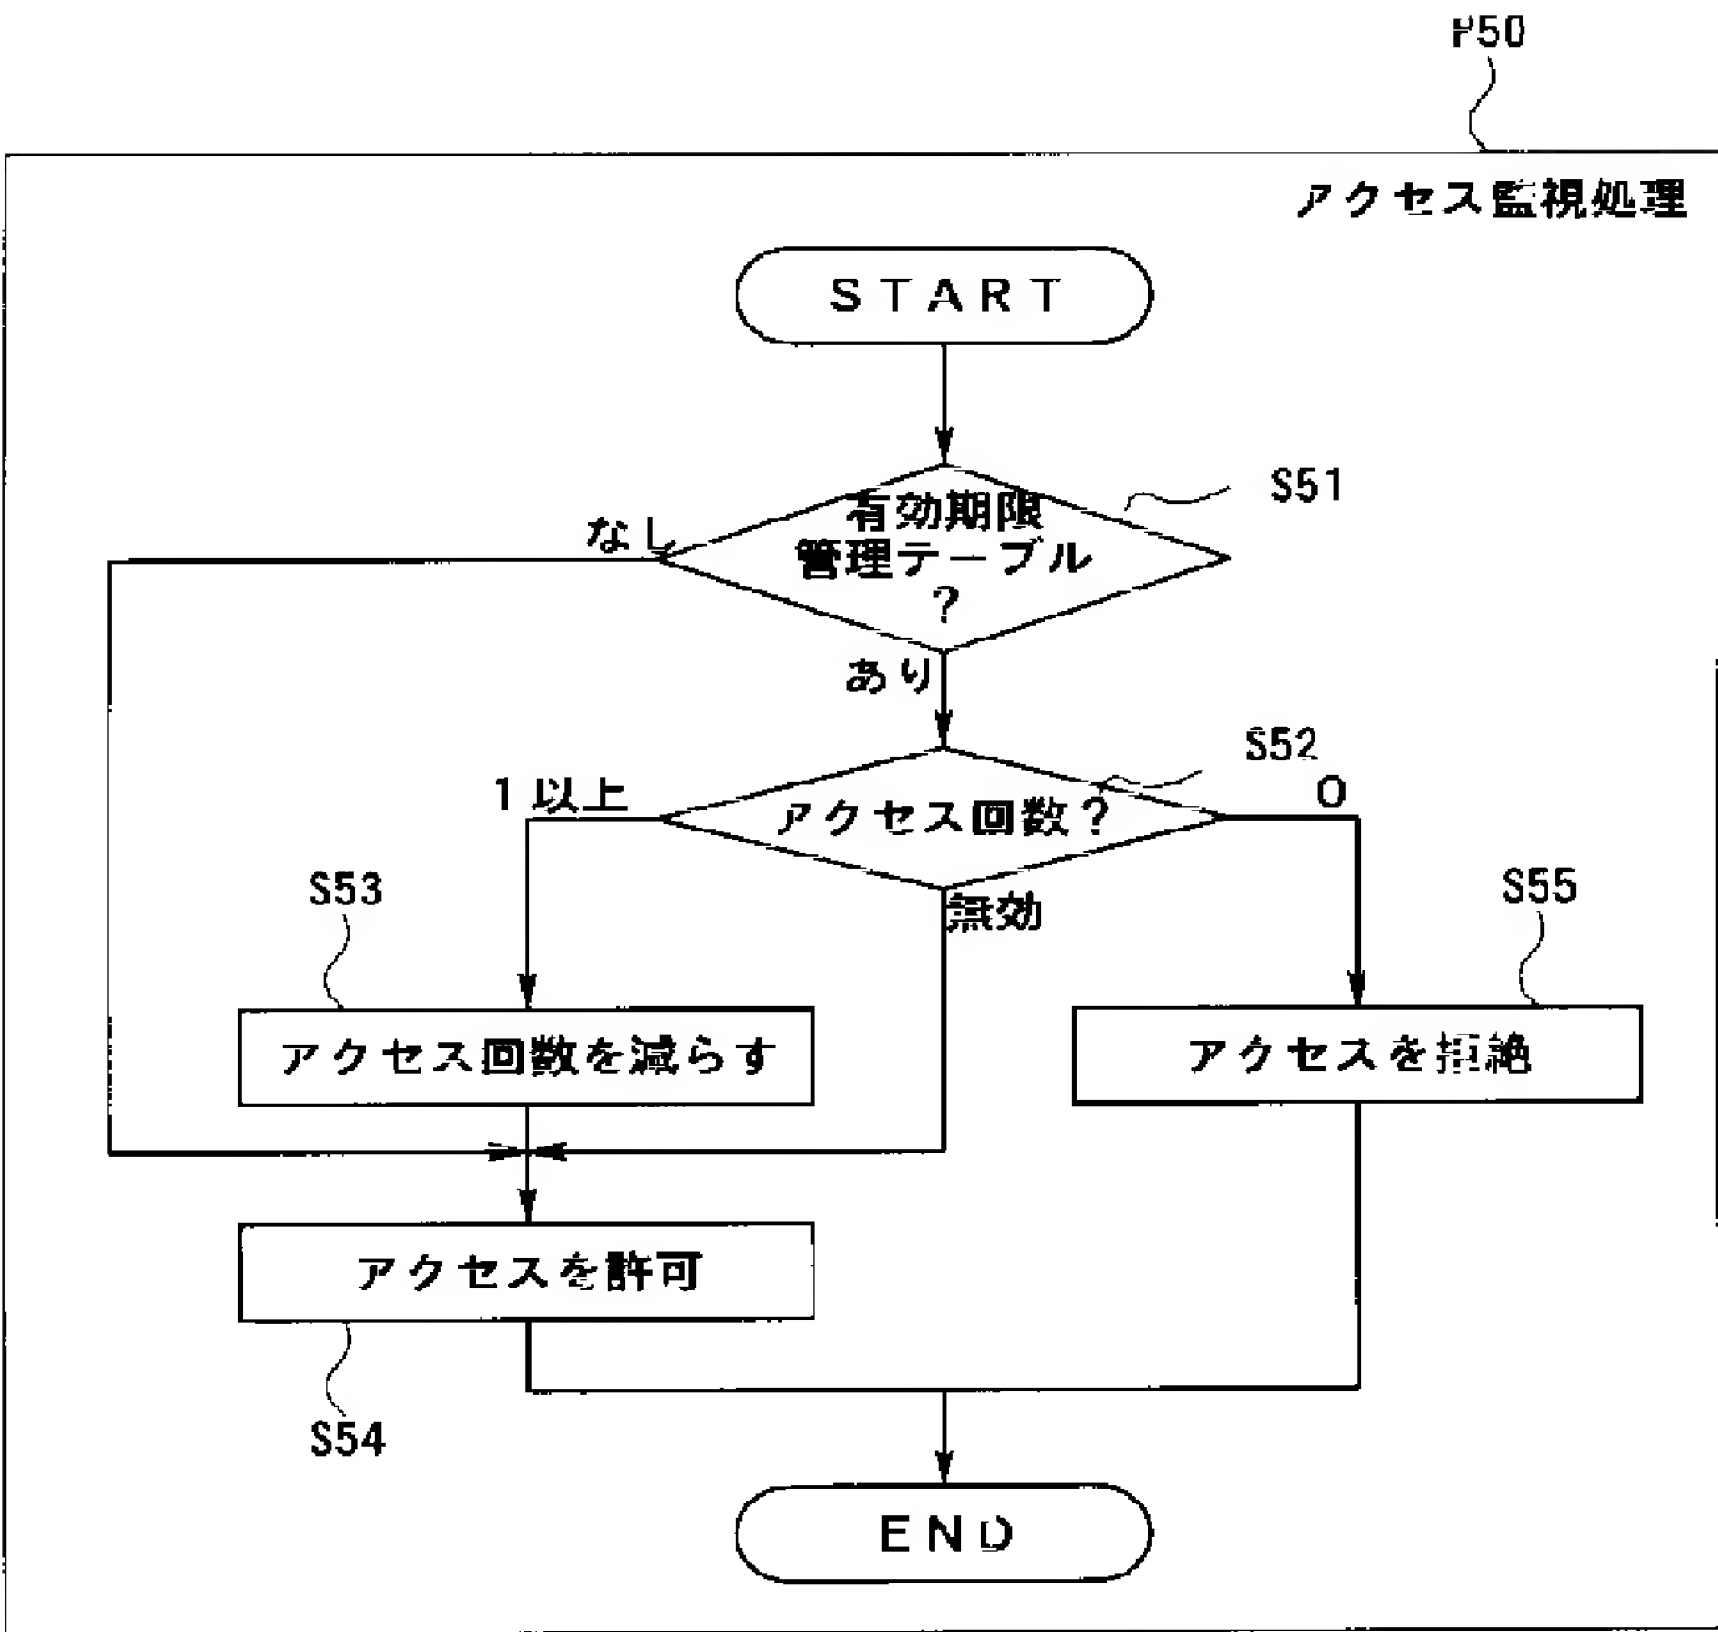 P50
アクセス監視処理
START
S51
有効期限
なし
管理テーブル
?
あり
S52
1以上
0
アクセス回数?
S53
S55
無効
アクセス回数を減らす
アクセスを拒絶
アクセスを許可
S54
END